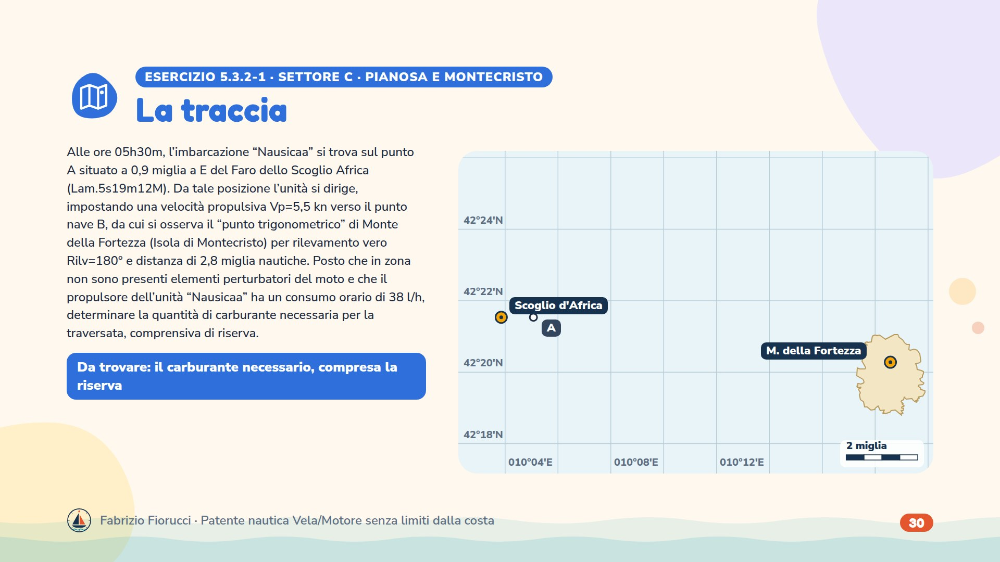 ESERCIZIO 5.3.2-1 · SETTORE C · PIANOSA E MONTECRISTO
La traccia
Alle ore 05h30m, l’imbarcazione “Nausicaa” si trova sul punto
A situato a 0,9 miglia a E del Faro dello Scoglio Africa
(Lam.5s19m12M). Da tale posizione l’unità si dirige,
impostando una velocità propulsiva Vp=5,5 kn verso il punto
nave B, da cui si osserva il “punto trigonometrico” di Monte
della Fortezza (Isola di Montecristo) per rilevamento vero
Rilv=180° e distanza di 2,8 miglia nautiche. Posto che in zona
non sono presenti elementi perturbatori del moto e che il
propulsore dell’unità “Nausicaa” ha un consumo orario di 38 l/h,
determinare la quantità di carburante necessaria per la
traversata, comprensiva di riserva.
Da trovare: il carburante necessario, compresa la
riserva
42°24'N
42°22'N
Scoglio d'Africa
A
M. della Fortezza
42°20'N
42°18'N
2 miglia
010°04'E
010°08'E
010°12'E
Fabrizio Fiorucci · Patente nautica Vela/Motore senza limiti dalla costa
30